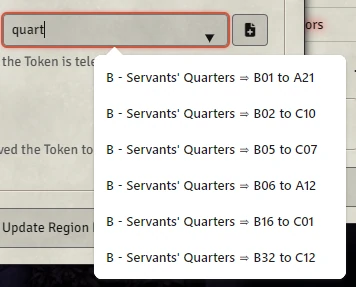 quart
ors
the Token is tele
B - Servants' Quarters ⇒ B01 to A21
B - Servants' Quarters ⇒ B02 to C10
ved the Token to
B - Servants' Quarters ⇒ B05 to C07
B - Servants' Quarters ⇒ B06 to A12
Update Region
B - Servants' Quarters ⇒ B16 to C01
B - Servants' Quarters ⇒ B32 to C12